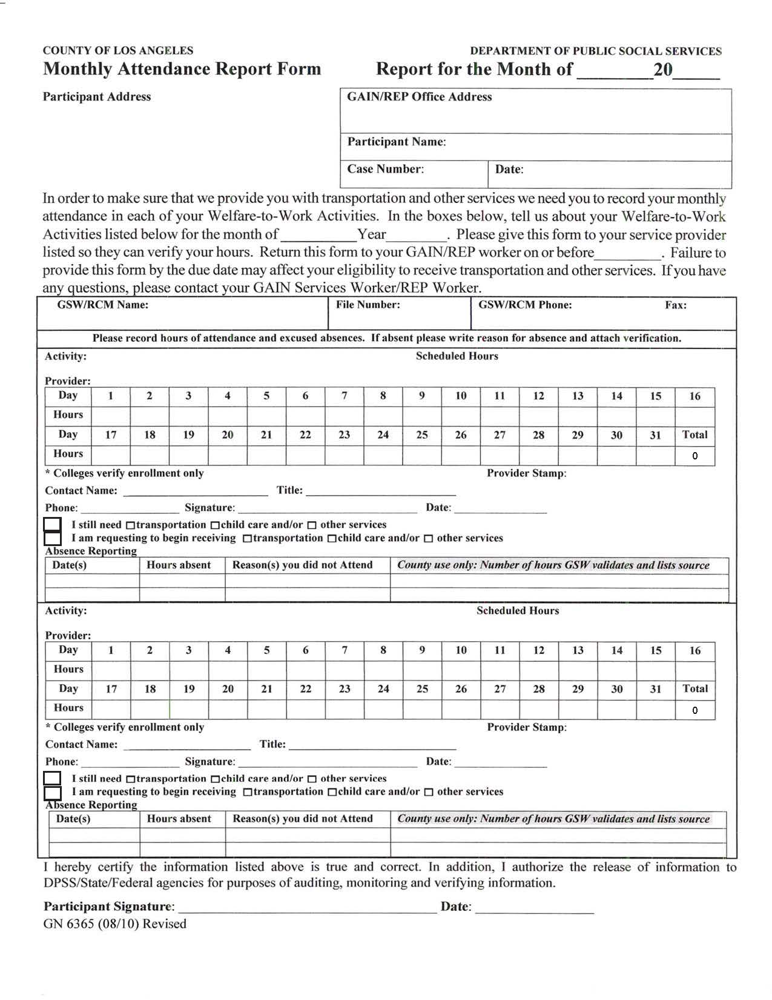 COUNTY OF LOS ANGELES DEPARTMENT OF PUBLIC SOCIAL SERVICES
Monthly Attendance Report Form Report for the Month of ________20_____
Participant Address
GAIN/REP Office Address
Participant Name:
Case Number: Date:
In order to make sure that we provide you with transportation and other services we need you to record your monthly
attendance in each of your Welfare-to-Work Activities. In the boxes below, tell us about your Welfare-to-Work
Activities listed below for the month of __________Year________. Please give this form to your service provider
listed so they can verify your hours. Return this form to your GAIN/REP worker on or before_________. Failure to
provide this form by the due date may affect your eligibility to receive transportation and other services. If you have
any questions, please contact your GAIN Services Worker/REP Worker.
GSW/RCM Name: File Number: GSW/RCM Phone: Fax:
Please record hours of attendance and excused absences. If absent please write reason for absence and attach verification.
Activity: Scheduled Hours
Provider:
Day 1 2 3 4 5 6 7 8 9 10 11 12 13 14 15 16
Hours
Day 17 18 19 20 21 22 23 24 25 26 27 28 29 30 31 Total
Hours 0
* Colleges verify enrollment only Provider Stamp:
Contact Name: ____________________ Title: ____________________
Phone: ______________ Signature: _________________________ Date: _____________
I still need ☐transportation ☐child care and/or ☐ other services
I am requesting to begin receiving ☐transportation ☐child care and/or ☐ other services
Absence Reporting
Date(s) Hours absent Reason(s) you did not Attend County use only: Number of hours GSW validates and lists source
Activity: Scheduled Hours
Provider:
Day 1 2 3 4 5 6 7 8 9 10 11 12 13 14 15 16
Hours
Day 17 18 19 20 21 22 23 24 25 26 27 28 29 30 31 Total
Hours 0
* Colleges verify enrollment only Provider Stamp:
Contact Name: __________________ Title: ______________________
Phone: ______________ Signature: _________________________ Date: _____________
I still need ☐transportation ☐child care and/or ☐ other services
I am requesting to begin receiving ☐transportation ☐child care and/or ☐ other services
Absence Reporting
Date(s) Hours absent Reason(s) you did not Attend County use only: Number of hours GSW validates and lists source
I hereby certify the information listed above is true and correct. In addition, I authorize the release of information to
DPSS/State/Federal agencies for purposes of auditing, monitoring and verifying information.
Participant Signature: ______________________________ Date: ______________
GN 6365 (08/10) Revised